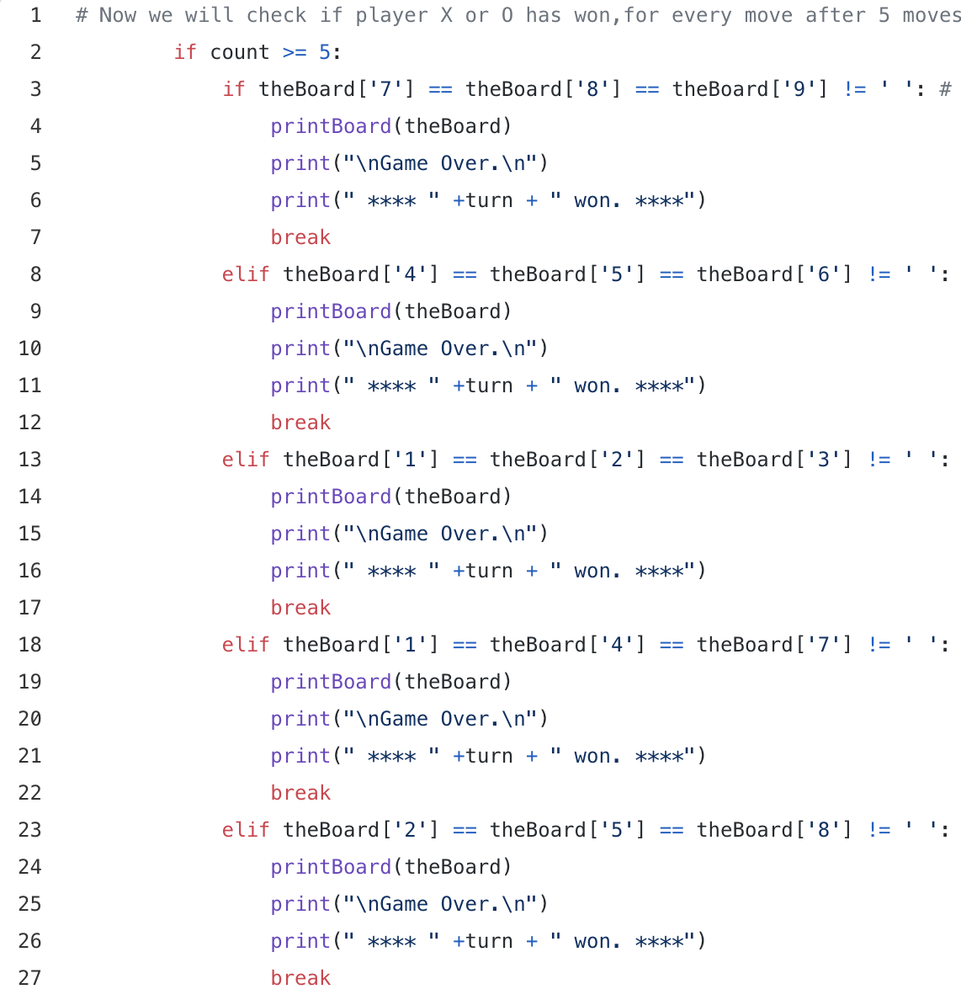 1 # Now we will check if player X or O has won,for every move after 5 moves
2         if count >= 5:
3             if theBoard['7'] == theBoard['8'] == theBoard['9'] != ' ': #
4                 printBoard(theBoard)
5                 print("\nGame Over.\n")
6                 print(" **** " +turn + " won. ****")
7                 break
8             elif theBoard['4'] == theBoard['5'] == theBoard['6'] != ' ':
9                 printBoard(theBoard)
10                 print("\nGame Over.\n")
11                 print(" **** " +turn + " won. ****")
12                 break
13             elif theBoard['1'] == theBoard['2'] == theBoard['3'] != ' ':
14                 printBoard(theBoard)
15                 print("\nGame Over.\n")
16                 print(" **** " +turn + " won. ****")
17                 break
18             elif theBoard['1'] == theBoard['4'] == theBoard['7'] != ' ':
19                 printBoard(theBoard)
20                 print("\nGame Over.\n")
21                 print(" **** " +turn + " won. ****")
22                 break
23             elif theBoard['2'] == theBoard['5'] == theBoard['8'] != ' ':
24                 printBoard(theBoard)
25                 print("\nGame Over.\n")
26                 print(" **** " +turn + " won. ****")
27                 break